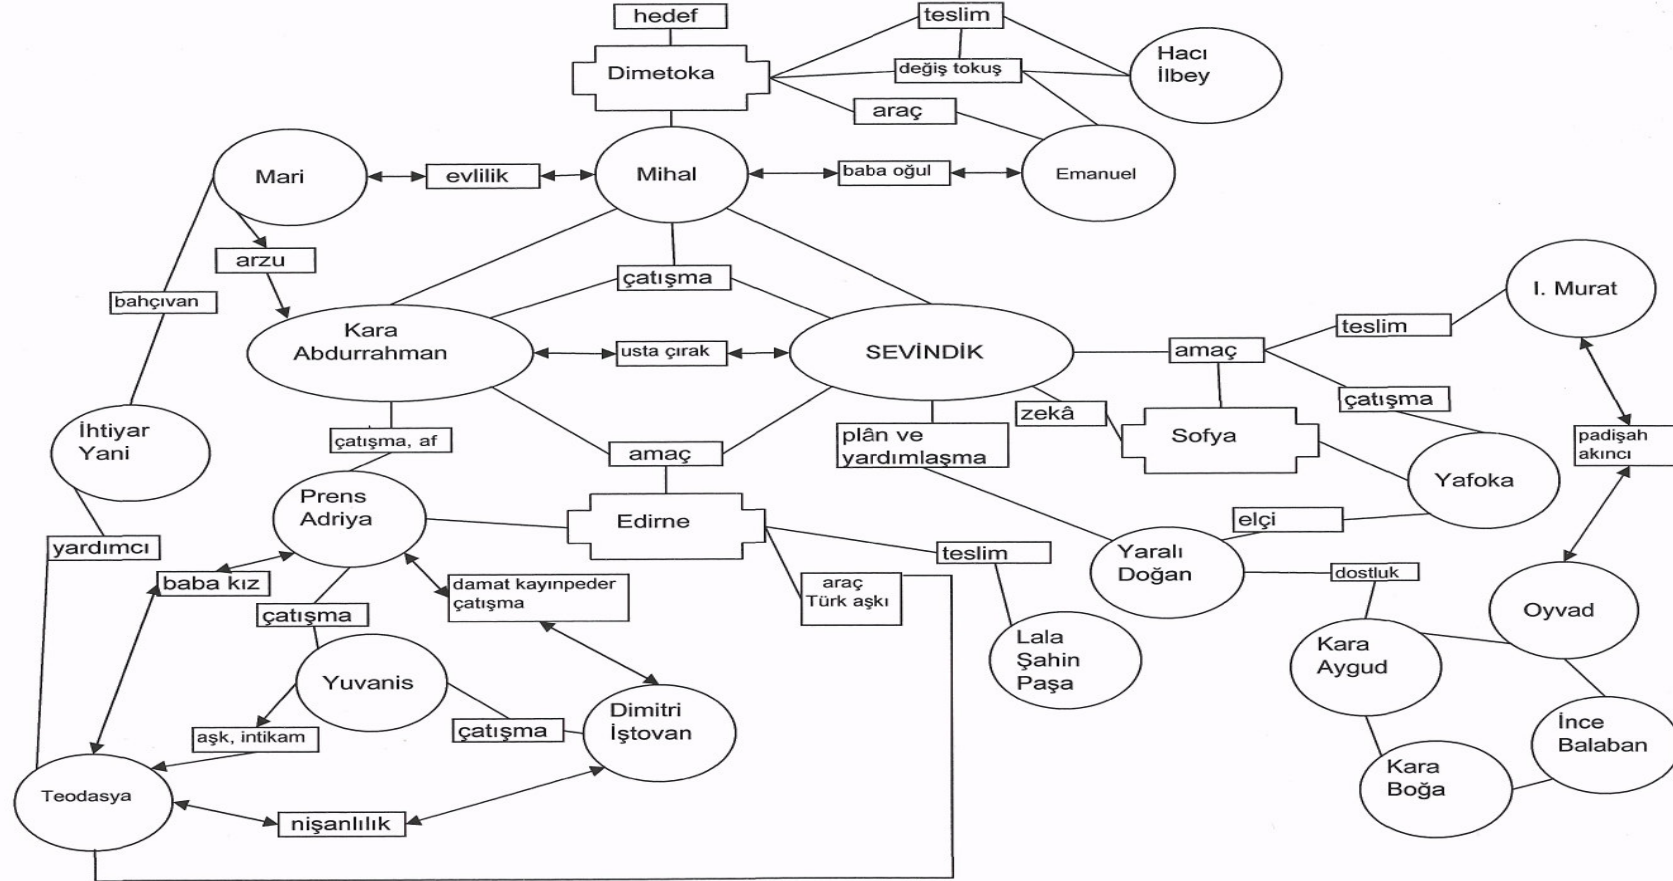 hedef
teslim
Hacı
İlbey
Dimetoka
değiş tokuş
araç
Mari
evlilik
Mihal
baba oğul
Emanuel
arzu
çatışma
bahçıvan
I. Murat
teslim
Kara
Abdurrahman
usta çırak
SEVİNDİK
amaç
çatışma
zekâ
İhtiyar
Yani
çatışma, af
amaç
plân ve
yardımlaşma
Sofya
padişah
akıncı
Yafoka
Prens
Adriya
Edirne
elçi
yardımcı
teslim
Yaralı
Doğan
dostluk
baba kız
damat kayınpeder
çatışma
araç
Türk aşkı
çatışma
Oyvad
Lala
Şahin
Paşa
Kara
Aygud
Yuvanis
Dimitri
İştovan
çatışma
aşk, intikam
İnce
Balaban
Kara
Boğa
Teodasya
nişanlılık